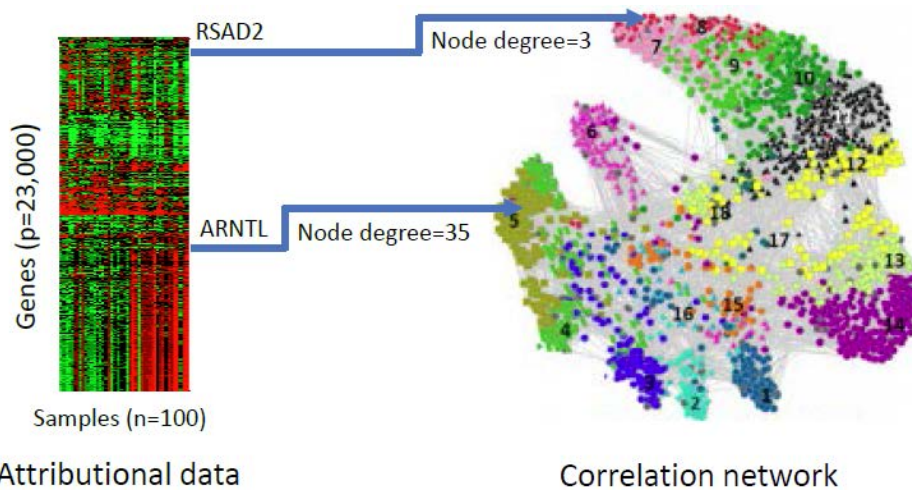 RSAD2
Node degree=3
ARNTL
Node degree=35
Genes (p=23,000)
Samples (n=100)
Attributional data
Correlation network
7
8
9
10
11
12
6
5
18
17
13
14
15
16
4
3
2
1